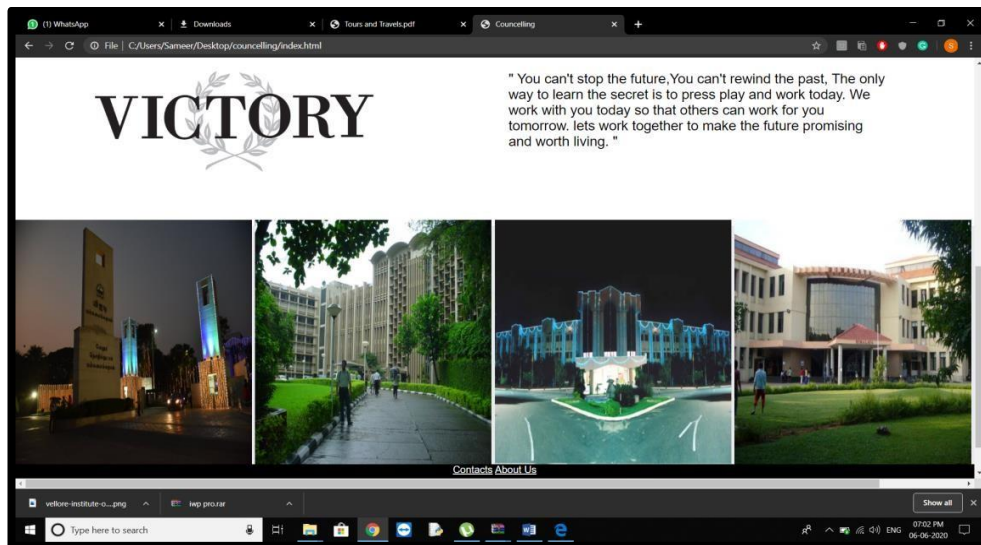 (1) WhatsApp
Downloads
Tours and Travels.pdf
Councelling
File | C:/Users/Sameer/Desktop/councelling/index.html
VICTORY
" You can't stop the future,You can't rewind the past, The only
way to learn the secret is to press play and work today. We
work with you today so that others can work for you
tomorrow. lets work together to make the future promising
and worth living. "
Contacts About Us
vellore-institute-o...png
iwp pro.rar
Show all
Type here to search
ENG
07:02 PM
06-06-2020